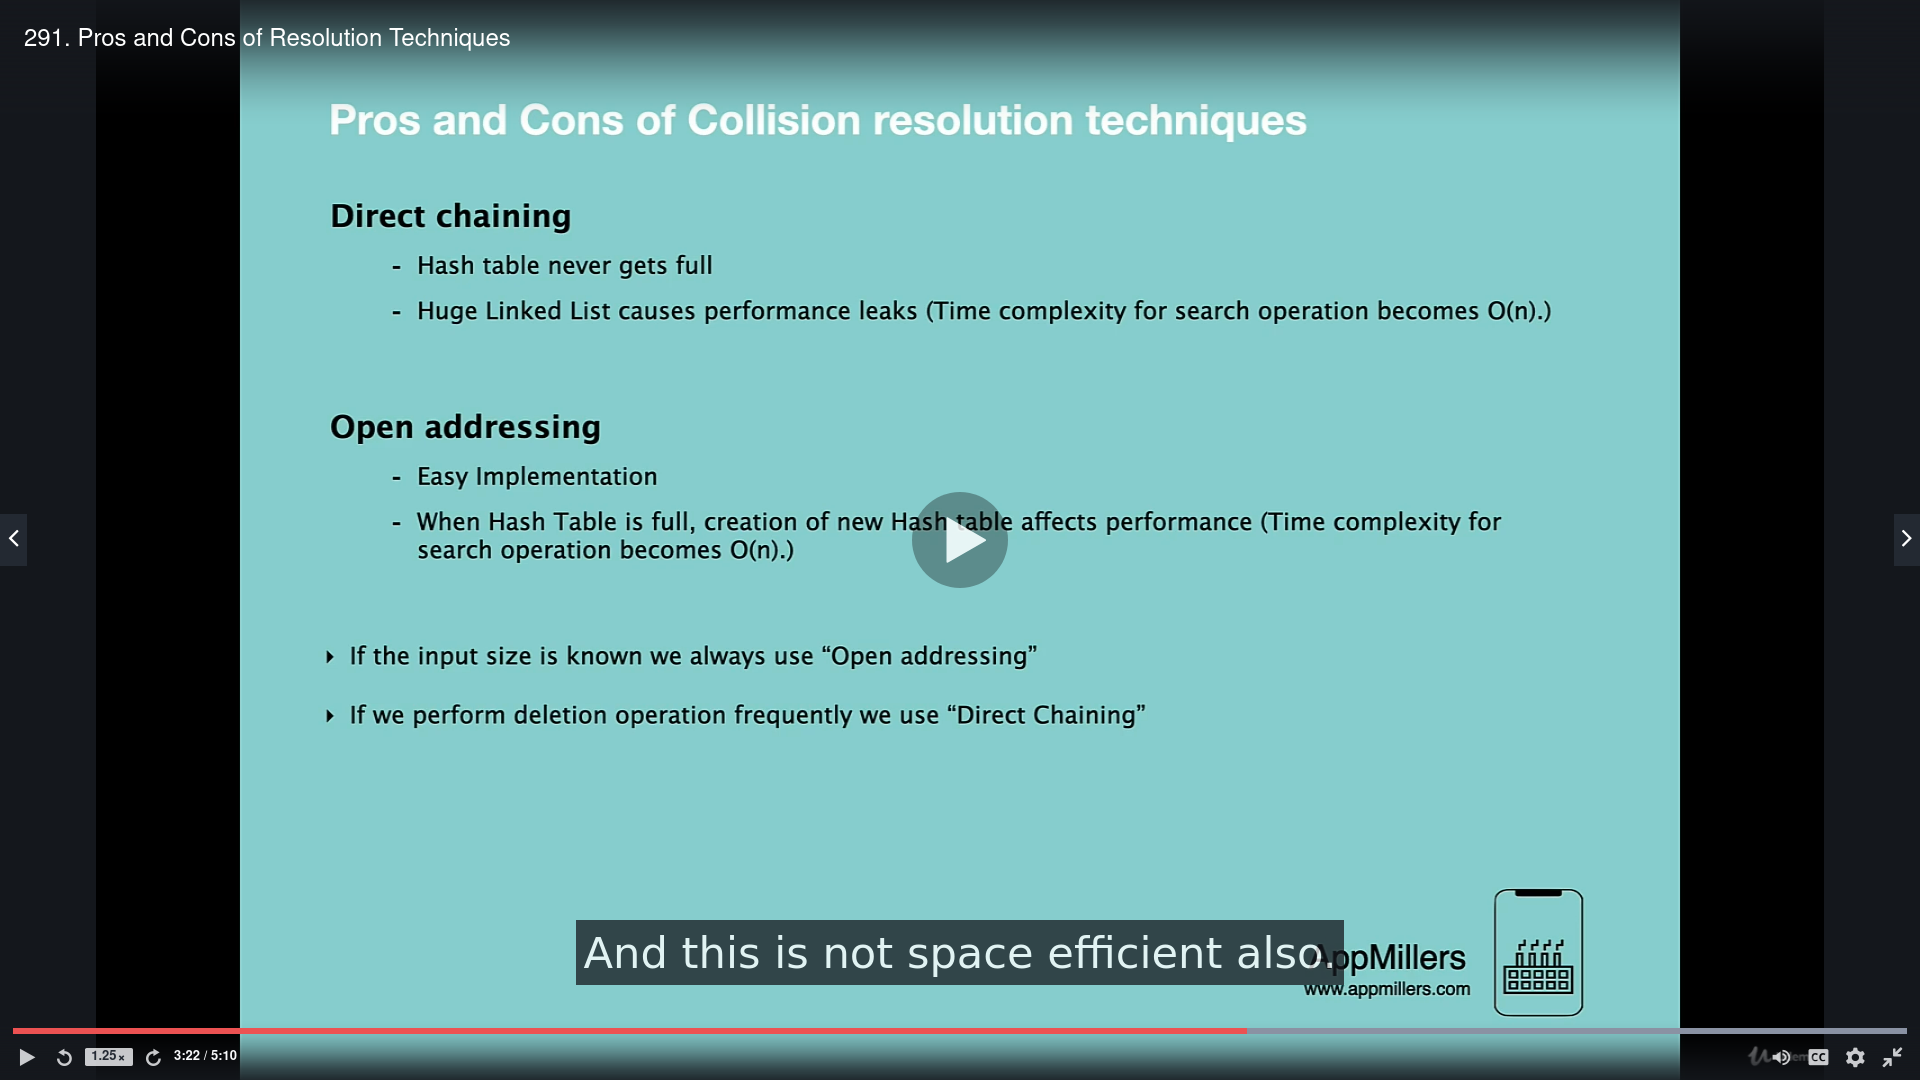 291. Pros and Cons of Resolution Techniques
Pros and Cons of Collision resolution techniques
Direct chaining
- Hash table never gets full
- Huge Linked List causes performance leaks (Time complexity for search operation becomes O(n).)
Open addressing
- Easy Implementation
- When Hash Table is full, creation of new Hash table affects performance (Time complexity for
search operation becomes O(n).)
‣ If the input size is known we always use “Open addressing”
‣ If we perform deletion operation frequently we use “Direct Chaining”
And this is not space efficient also.
AppMillers
www.appmillers.com
1.25x
3:22 / 5:10
CC